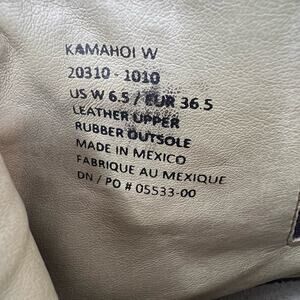 KAMAHOI W
20310 - 1010
US W 6.5 / EUR 36.5
LEATHER UPPER
RUBBER OUTSOLE
MADE IN MEXICO
FABRIQUE AU MEXIQUE
DN / PO # 05533-00